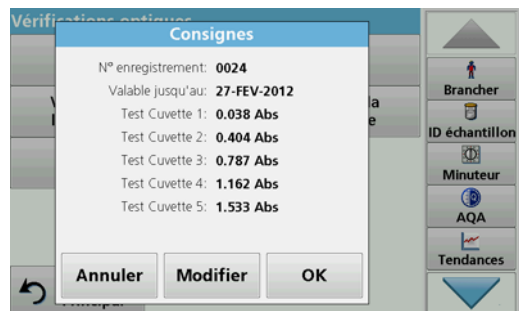 Vérifications optiques
Consignes
N° enregistrement: 0024
Valable jusqu'au: 27-FEV-2012
Test Cuvette 1: 0.038 Abs
Test Cuvette 2: 0.404 Abs
Test Cuvette 3: 0.787 Abs
Test Cuvette 4: 1.162 Abs
Test Cuvette 5: 1.533 Abs
Annuler
Modifier
OK
Principal
Brancher
ID échantillon
Minuteur
AQA
Tendances